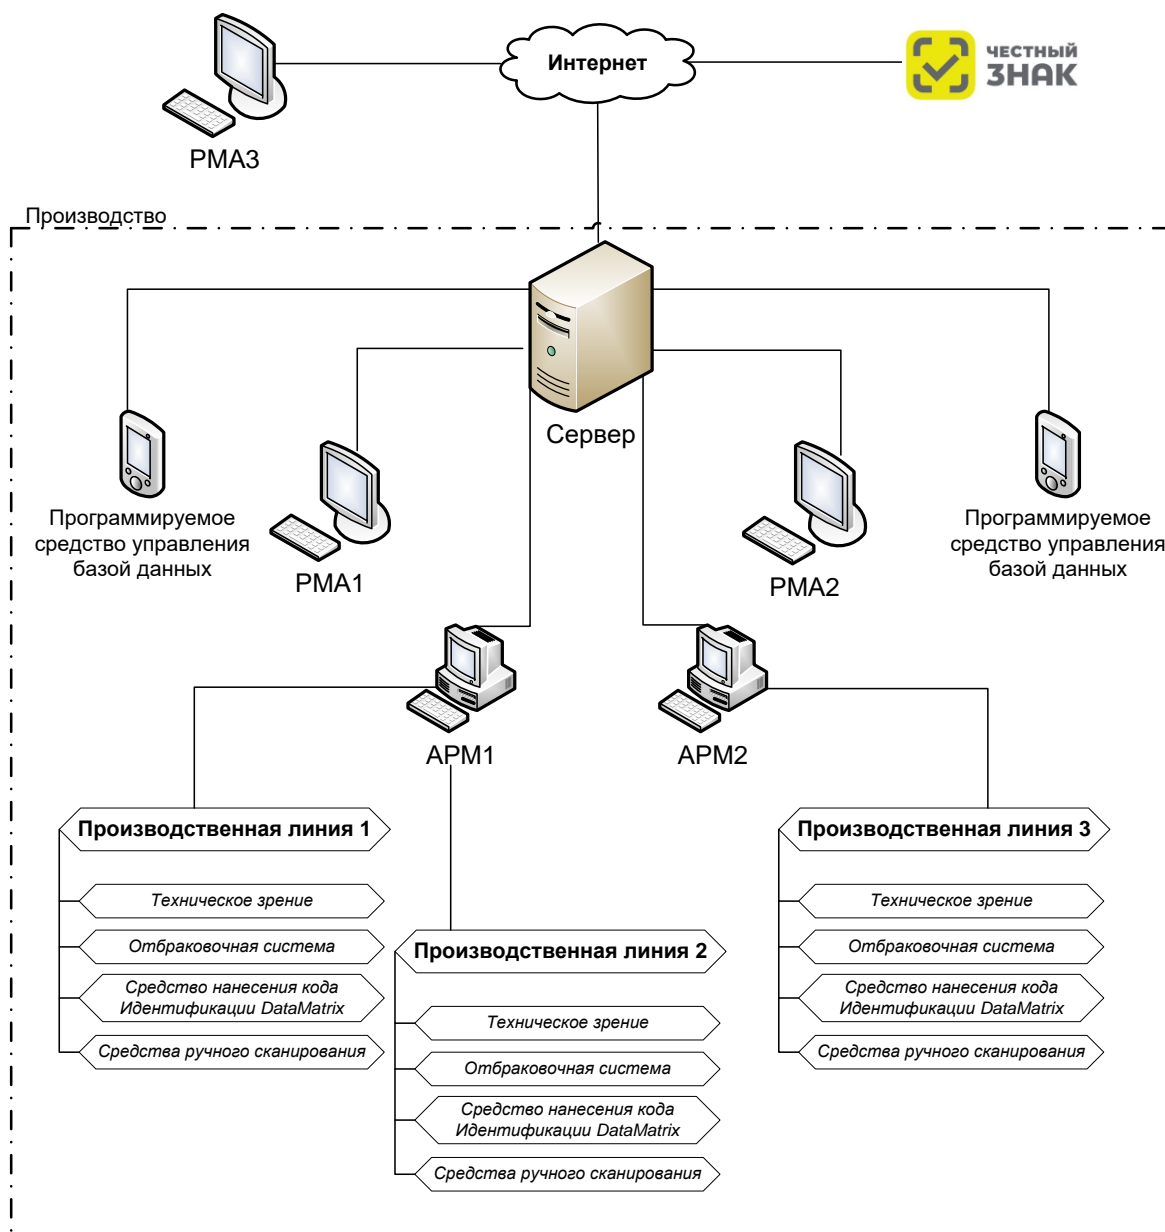 Интернет
ЧЕСТНЫЙ
ЗНАК
РМА3
Производство
Сервер
Программируемое
средство управления
базой данных
РМА1
РМА2
Программируемое
средство управления
базой данных
АРМ1
АРМ2
Производственная линия 1
Техническое зрение
Отбраковочная система
Средство нанесения кода
Идентификации DataMatrix
Средства ручного сканирования
Производственная линия 2
Техническое зрение
Отбраковочная система
Средство нанесения кода
Идентификации DataMatrix
Средства ручного сканирования
Производственная линия 3
Техническое зрение
Отбраковочная система
Средство нанесения кода
Идентификации DataMatrix
Средства ручного сканирования